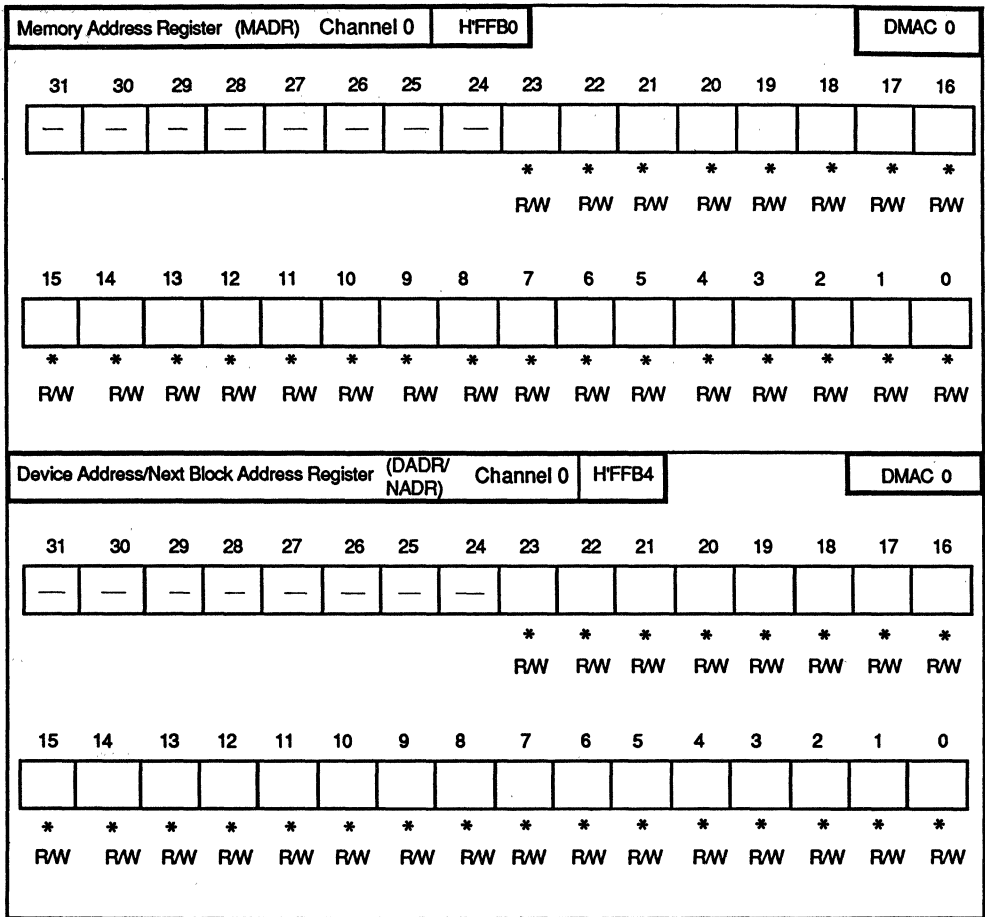 Memory Address Register (MADR) Channel 0 H'FFB0 DMAC 0
31 30 29 28 27 26 25 24 23 22 21 20 19 18 17 16
— — — — — — — —
* * * * * * * *
R/W R/W R/W R/W R/W R/W R/W R/W
15 14 13 12 11 10 9 8 7 6 5 4 3 2 1 0
* * * * * * * * * * * * * * * *
R/W R/W R/W R/W R/W R/W R/W R/W R/W R/W R/W R/W R/W R/W R/W R/W
Device Address/Next Block Address Register (DADR/ NADR) Channel 0 H'FFB4 DMAC 0
31 30 29 28 27 26 25 24 23 22 21 20 19 18 17 16
— — — — — — — —
* * * * * * * *
R/W R/W R/W R/W R/W R/W R/W R/W
15 14 13 12 11 10 9 8 7 6 5 4 3 2 1 0
* * * * * * * * * * * * * * * *
R/W R/W R/W R/W R/W R/W R/W R/W R/W R/W R/W R/W R/W R/W R/W R/W